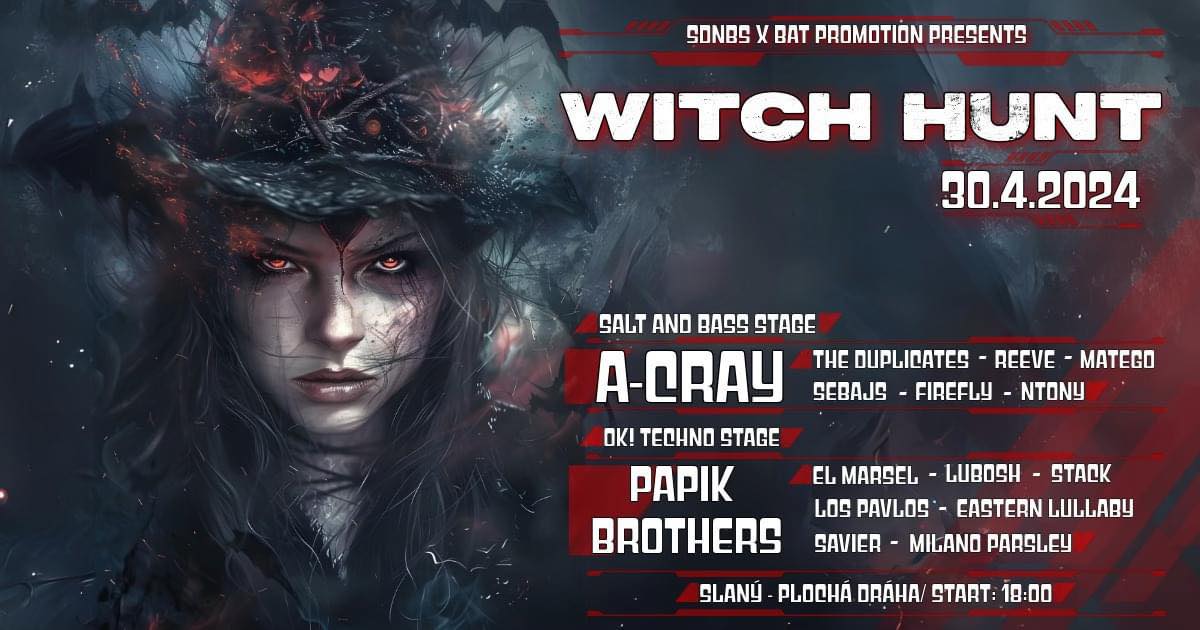 SONBS X BAT PROMOTION PRESENTS
WITCH HUNT
30.4.2024
SALT AND BASS STAGE
A-CRAY
THE DUPLICATES - REEVE - MATEGO
SEBAJS - FIREFLY - NTONY
OK! TECHNO STAGE
PAPIK
BROTHERS
EL MARSEL - LUBOSH - STACK
LOS PAVLOS - EASTERN LULLABY
SAVIER - MILANO PARSLEY
SLANÝ - PLOCHÁ DRÁHA/ START: 18:00